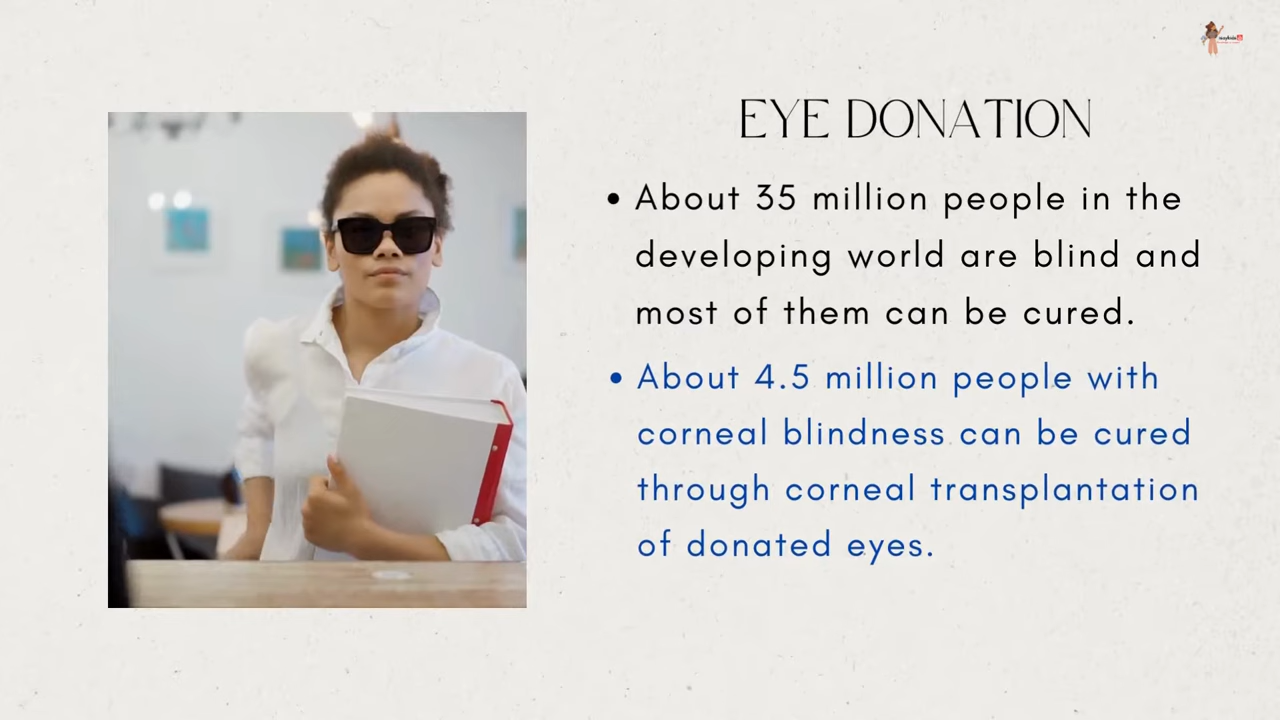 EYE DONATION
• About 35 million people in the
developing world are blind and
most of them can be cured.
• About 4.5 million people with
corneal blindness can be cured
through corneal transplantation
of donated eyes.